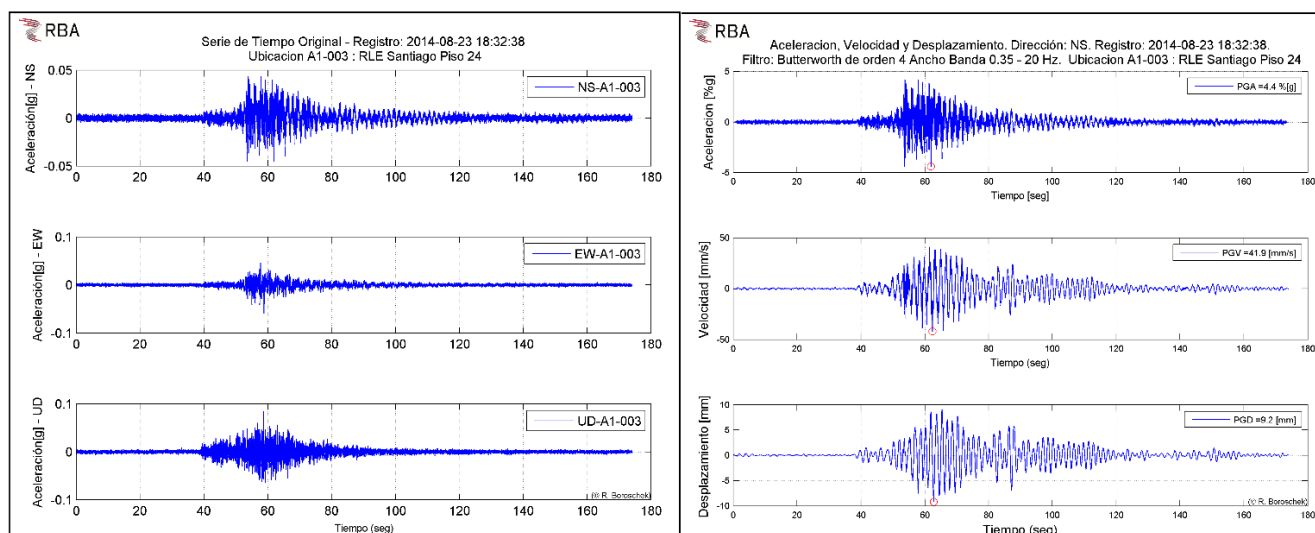 RBA
Serie de Tiempo Original - Registro: 2014-08-23 18:32:38
Ubicacion A1-003 : RLE Santiago Piso 24
Aceleración[g] - NS
0.05
0
-0.05
NS-A1-003
0 20 40 60 80 100 120 140 160 180
Aceleración[g] - EW
0.1
0
-0.1
EW-A1-003
0 20 40 60 80 100 120 140 160 180
Aceleración[g] - UD
0.1
0
-0.1
UD-A1-003
(© R. Boroschek)
0 20 40 60 80 100 120 140 160 180
Tiempo (seg)
RBA
Aceleracion, Velocidad y Desplazamiento. Dirección: NS. Registro: 2014-08-23 18:32:38.
Filtro: Butterworth de orden 4 Ancho Banda 0.35 - 20 Hz. Ubicacion A1-003 : RLE Santiago Piso 24
Aceleracion [%g]
5
0
-5
PGA =4.4 %[g]
0 20 40 60 80 100 120 140 160 180
Tiempo [seg]
Velocidad [mm/s]
50
0
-50
PGV =41.9 [mm/s]
0 20 40 60 80 100 120 140 160 180
Tiempo (seg)
Desplazamiento [mm]
10
5
0
-5
-10
PGD =9.2 [mm]
(© R. Boroschek)
0 20 40 60 80 100 120 140 160 180
Tiempo (seg)